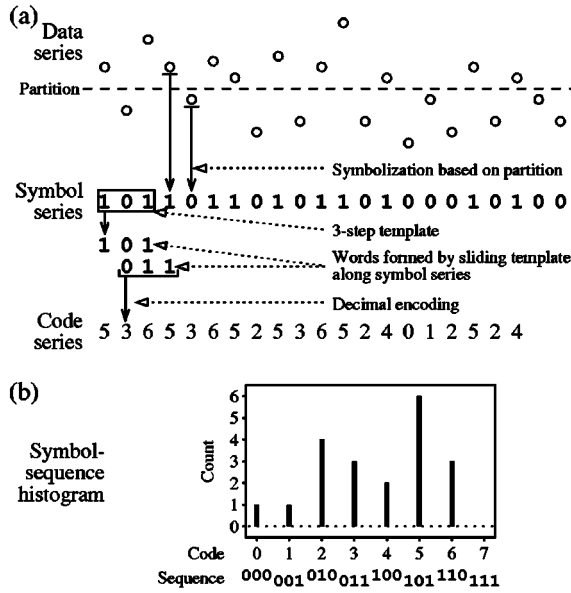 (a)
Data
series
Partition
Symbolization based on partition
Symbol
series
1 0 1 1 0 1 1 0 1 0 1 1 0 1 0 0 0 1 0 1 0 0
3-step template
1 0 1
Words formed by sliding template
along symbol series
0 1 1
Decimal encoding
Code
series
5 3 6 5 3 6 5 2 5 3 6 5 2 4 0 1 2 5 2 4
(b)
Symbol-
sequence
histogram
Count
6
5
4
3
2
1
0
Code 0 1 2 3 4 5 6 7
Sequence 000 001 010 011 100 101 110 111